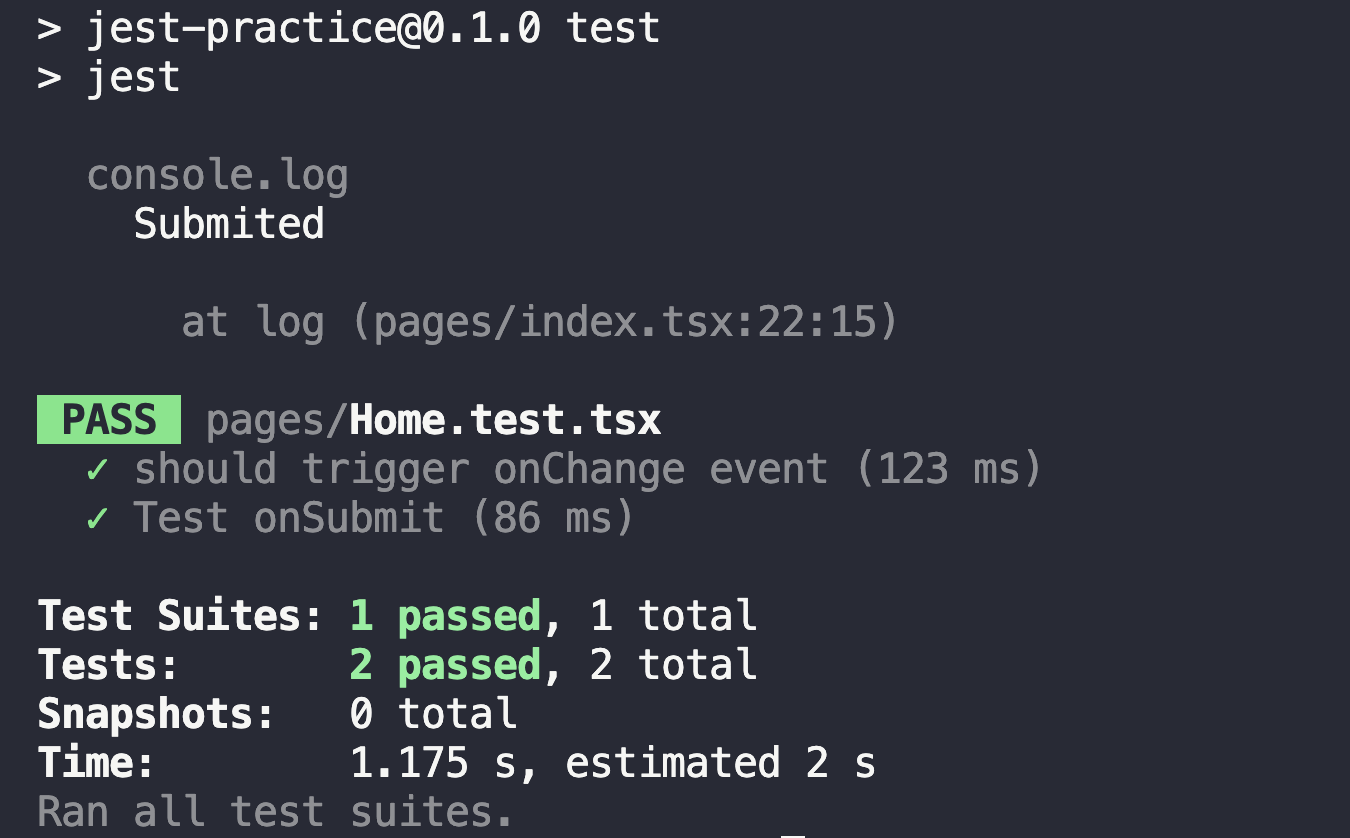 > jest-practice@0.1.0 test
> jest
console.log
Submited
at log (pages/index.tsx:22:15)
PASS pages/Home.test.tsx
✓ should trigger onChange event (123 ms)
✓ Test onSubmit (86 ms)
Test Suites: 1 passed, 1 total
Tests: 2 passed, 2 total
Snapshots: 0 total
Time: 1.175 s, estimated 2 s
Ran all test suites.